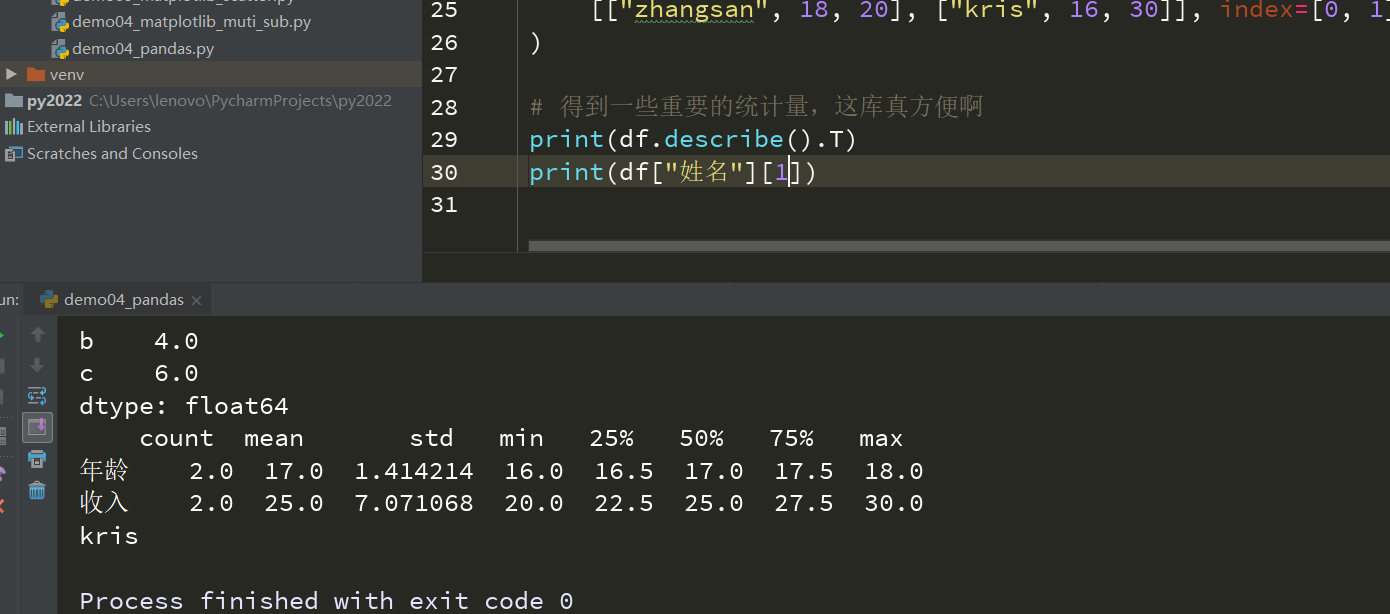 demo04_matplotlib_muti_sub.py
demo04_pandas.py
venv
py2022 C:\Users\lenovo\PycharmProjects\py2022
External Libraries
Scratches and Consoles
25 [["zhangsan", 18, 20], ["kris", 16, 30]], index=[0, 1]
26 )
27
28 # 得到一些重要的统计量，这库真方便啊
29 print(df.describe().T)
30 print(df["姓名"][1])
31
un: demo04_pandas ×
b 4.0
c 6.0
dtype: float64
count mean std min 25% 50% 75% max
年龄 2.0 17.0 1.414214 16.0 16.5 17.0 17.5 18.0
收入 2.0 25.0 7.071068 20.0 22.5 25.0 27.5 30.0
kris
Process finished with exit code 0